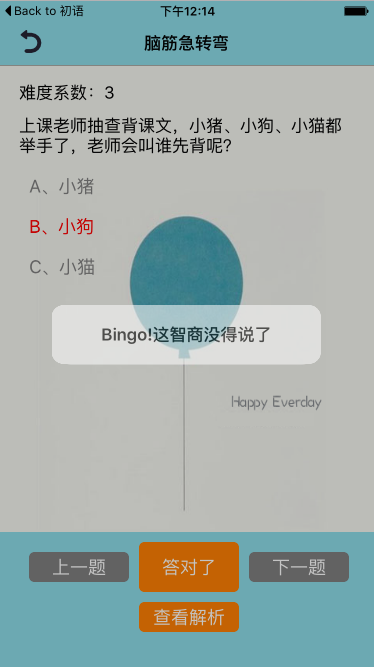 Back to 初语
下午12:14
脑筋急转弯
难度系数：3
上课老师抽查背课文，小猪、小狗、小猫都
举手了，老师会叫谁先背呢?
A、小猪
B、小狗
C、小猫
Bingo!这智商没得说了
Happy Everday
上一题
答对了
下一题
查看解析